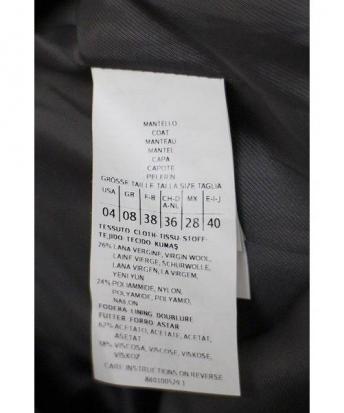 MANTELLO
COAT
MANTEAU
MANTEL
CAPA
CAPOTE
PELERIN
GRÖSSE TAILLE TALLA SIZE TAGLIA
USA GB F-B CH-D A-NL MX E-I-J
04 08 38 36 28 40
TESSUTO CLOTH-TISSU-STOFF-
TEJIDO TECIDO KUMAŞ
76% LANA VERGINE, VIRGIN WOOL,
LAINE VIERGE, SCHURWOLLE,
LANA VIRGEN, LA VIRGEM,
YENI YUN
24% POLIAMMIDE, NYLON,
POLYAMIDE, POLYAMID,
NAILON
FODERA LINING DOUBLURE
FUTTER FORRO ASTAR
62% ACETATO, ACETATE, ACETAT,
ASETAT
38% VISCOSA, VISCOSE, VISKOSE,
VISKOZ
CARE INSTRUCTIONS ON REVERSE